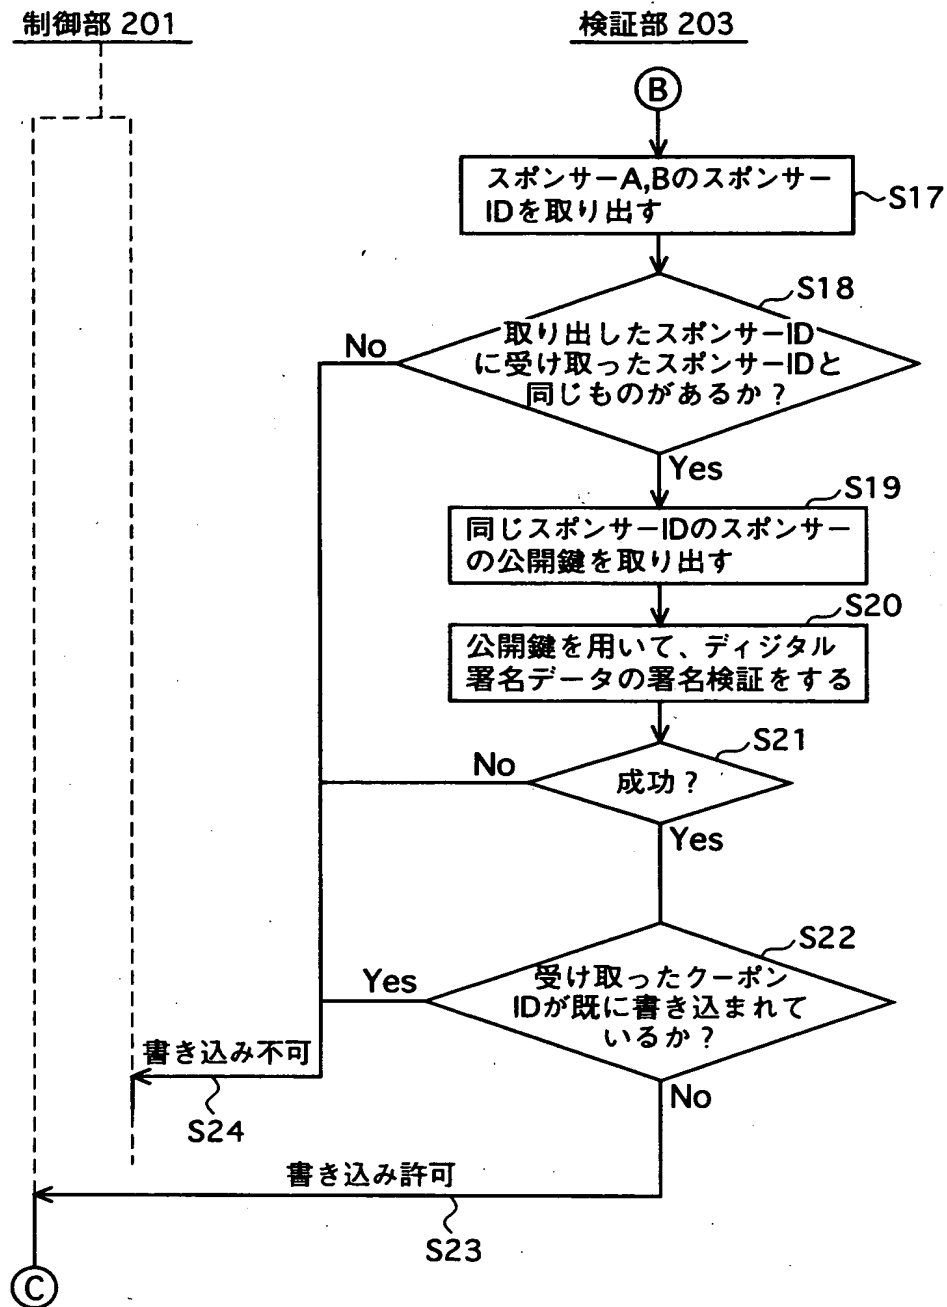 制御部 201
検証部 203
B
スポンサーA,Bのスポンサー
IDを取り出す
S17
S18
取り出したスポンサーID
に受け取ったスポンサーIDと
同じものがあるか?
No
Yes
S19
同じスポンサーIDのスポンサー
の公開鍵を取り出す
S20
公開鍵を用いて、ディジタル
署名データの署名検証をする
S21
成功?
No
Yes
S22
受け取ったクーポン
IDが既に書き込まれて
いるか?
Yes
書き込み不可
S24
No
書き込み許可
S23
C